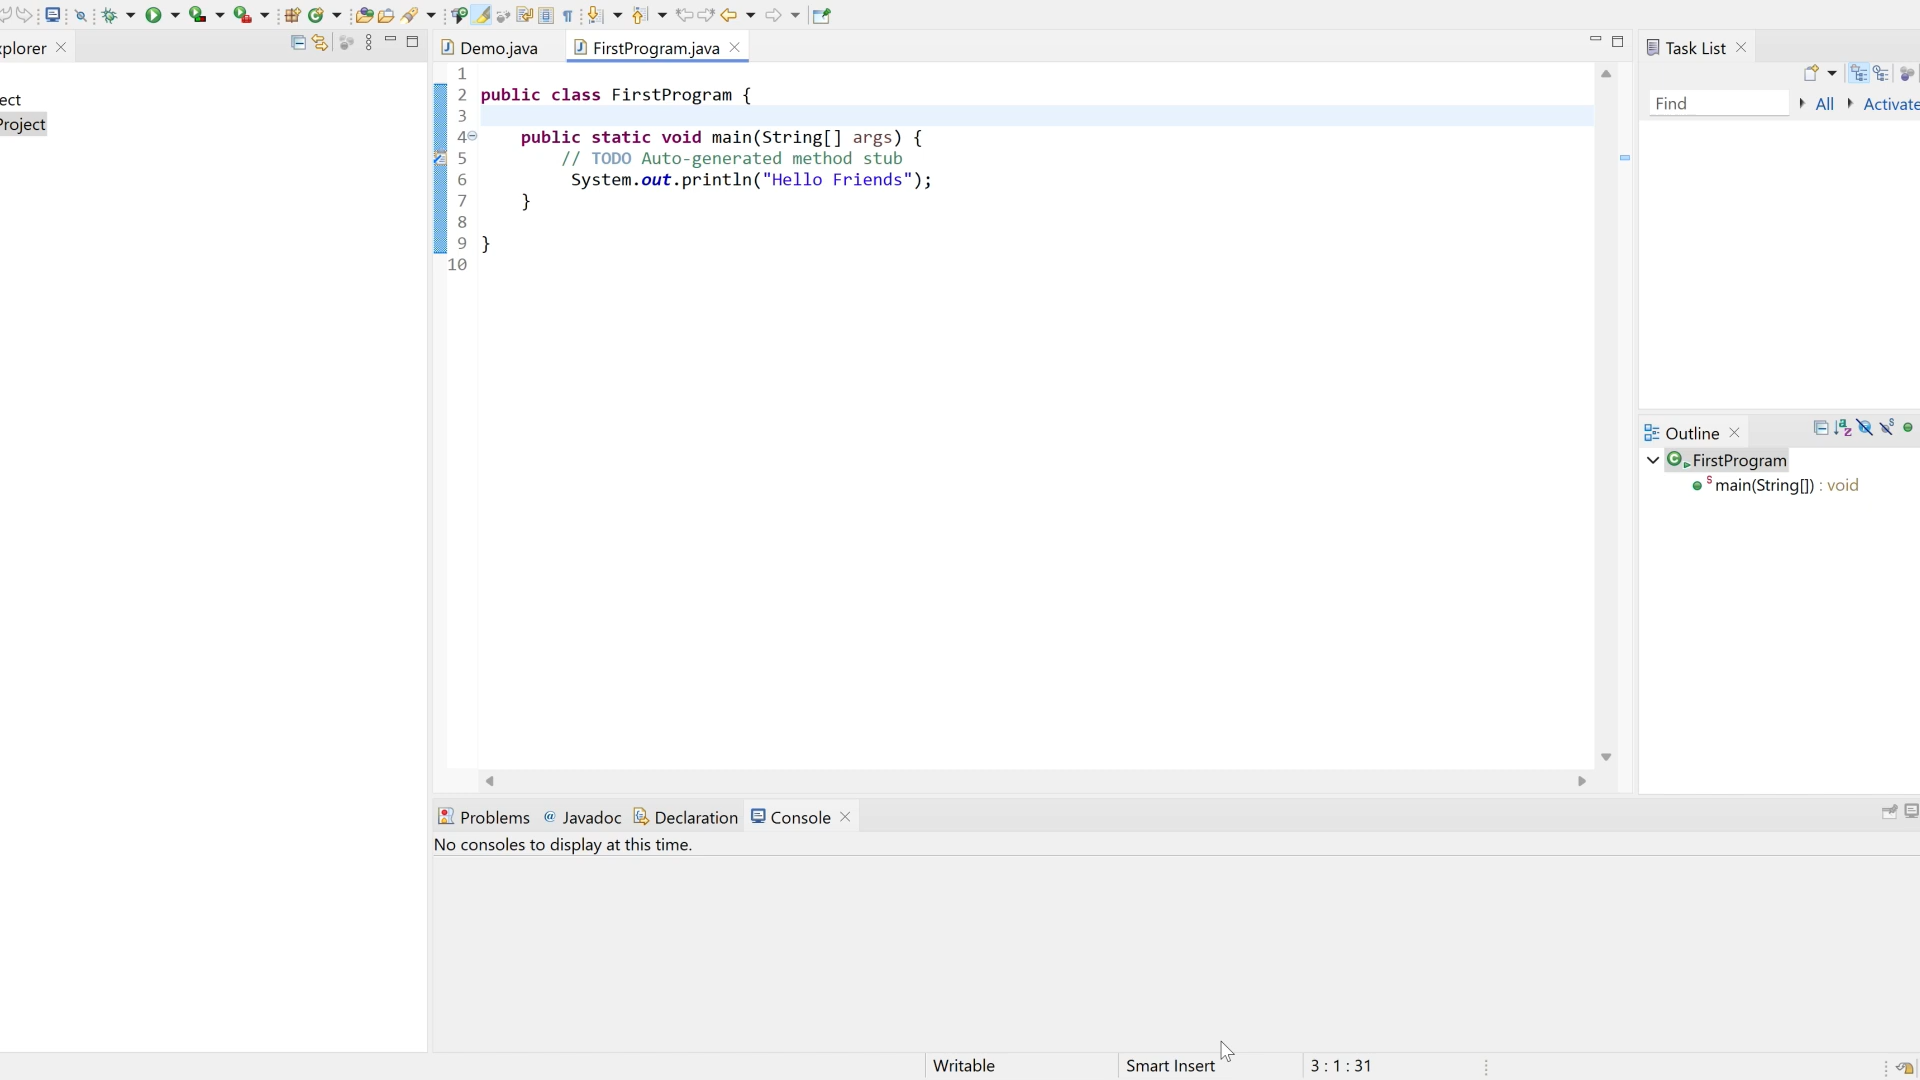 plorer
Demo.java
FirstProgram.java
Task List
Find
All
Activate
ect
Project
1
2 public class FirstProgram {
3
4 public static void main(String[] args) {
5 // TODO Auto-generated method stub
6 System.out.println("Hello Friends");
7 }
8
9 }
10
Outline
FirstProgram
main(String[]) : void
Problems
Javadoc
Declaration
Console
No consoles to display at this time.
Writable
Smart Insert
3 : 1 : 31